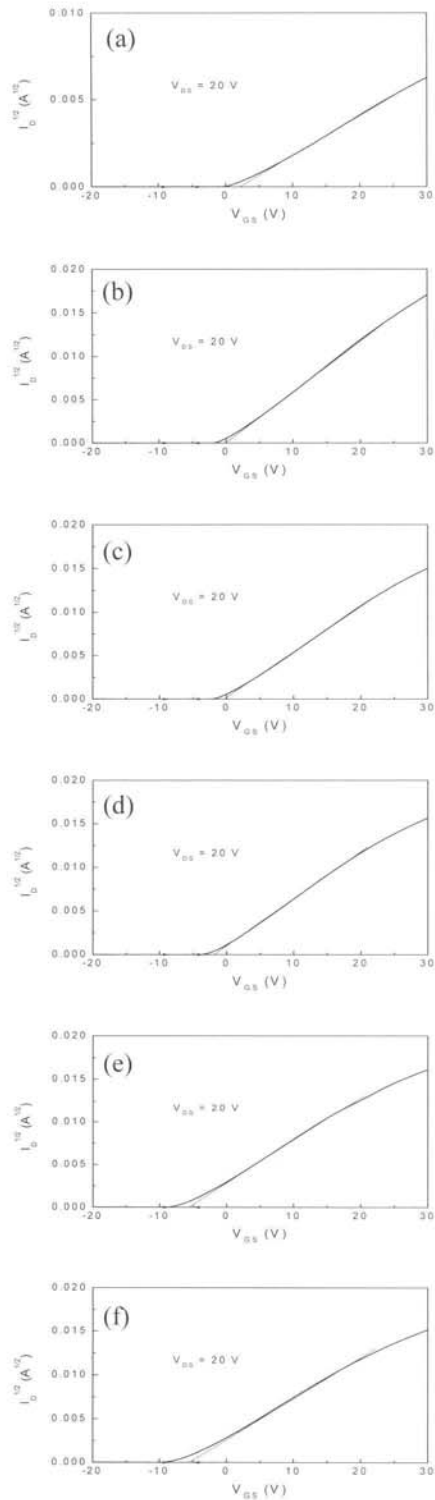 (a)
0.010
V_DS = 20 V
I_D^1/2 (A^1/2)
0.005
0.000
-20 -10 0 10 20 30
V_GS (V)
(b)
0.020
V_DS = 20 V
0.015
I_D^1/2 (A^1/2)
0.010
0.005
0.000
-20 -10 0 10 20 30
V_GS (V)
(c)
0.020
V_DS = 20 V
0.015
I_D^1/2 (A^1/2)
0.010
0.005
0.000
-20 -10 0 10 20 30
V_GS (V)
(d)
0.020
V_DS = 20 V
0.015
I_D^1/2 (A^1/2)
0.010
0.005
0.000
-20 -10 0 10 20 30
V_GS (V)
(e)
0.020
V_DS = 20 V
0.015
I_D^1/2 (A^1/2)
0.010
0.005
0.000
-20 -10 0 10 20 30
V_GS (V)
(f)
0.020
V_DS = 20 V
0.015
I_D^1/2 (A^1/2)
0.010
0.005
0.000
-20 -10 0 10 20 30
V_GS (V)